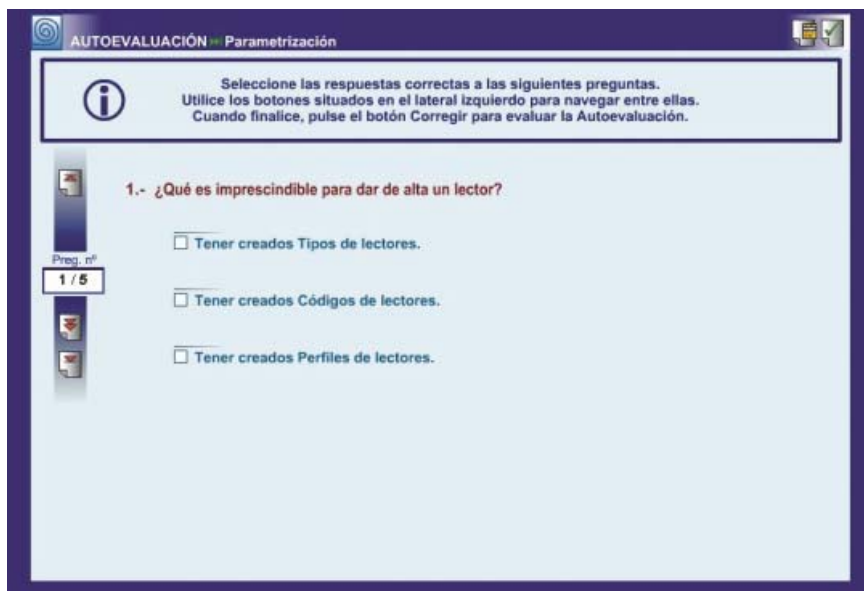 AUTOEVALUACIÓN Parametrización
Seleccione las respuestas correctas a las siguientes preguntas.
Utilice los botones situados en el lateral izquierdo para navegar entre ellas.
Cuando finalice, pulse el botón Corregir para evaluar la Autoevaluación.
1.- ¿Qué es imprescindible para dar de alta un lector?
Tener creados Tipos de lectores.
Preg. nº
1 / 5
Tener creados Códigos de lectores.
Tener creados Perfiles de lectores.